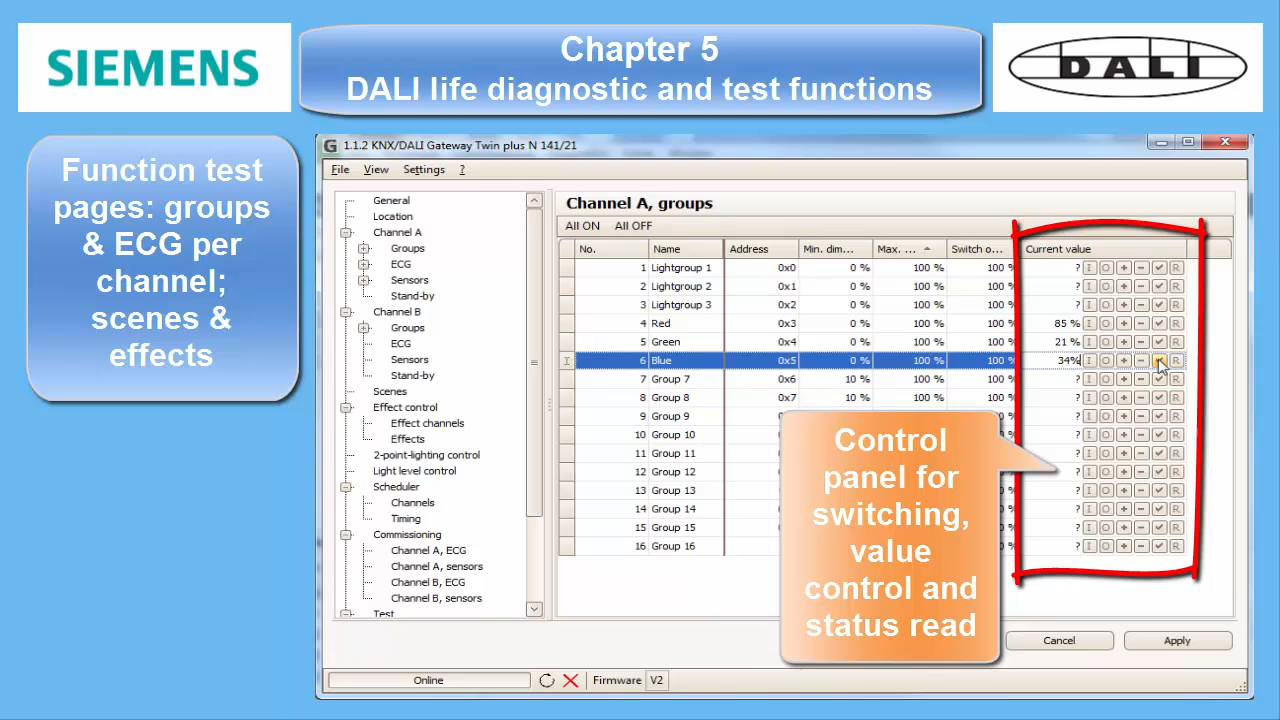 SIEMENS
Chapter 5
DALI life diagnostic and test functions
DALI
Function test
pages: groups
& ECG per
channel;
scenes &
effects
G 1.1.2 KNX/DALI Gateway Twin plus N 141/21
File View Settings ?
General
Location
Channel A
Groups
ECG
Sensors
Stand-by
Channel B
Groups
ECG
Sensors
Stand-by
Scenes
Effect control
Effect channels
Effects
2-point-lighting control
Light level control
Scheduler
Channels
Timing
Commissioning
Channel A, ECG
Channel A, sensors
Channel B, ECG
Channel B, sensors
Test
Channel A, groups
All ON All OFF
No. Name Address Min. dim... Max. ... Switch o... Current value
1 Lightgroup 1 0x0 0 % 100 % 100 % ? I O + - ✓ R
2 Lightgroup 2 0x1 0 % 100 % 100 % ? I O + - ✓ R
3 Lightgroup 3 0x2 0 % 100 % 100 % ? I O + - ✓ R
4 Red 0x3 0 % 100 % 100 % 85 % I O + - ✓ R
5 Green 0x4 0 % 100 % 100 % 21 % I O + - ✓ R
6 Blue 0x5 0 % 100 % 100 % 34% I O + - ✓ R
7 Group 7 0x6 10 % 100 % 100 % ? I O + - ✓ R
8 Group 8 0x7 10 % 100 % 100 % ? I O + - ✓ R
9 Group 9 % ? I O + - ✓ R
10 Group 10 % ? I O + - ✓ R
11 Group 11 % ? I O + - ✓ R
12 Group 12 % ? I O + - ✓ R
13 Group 13 % ? I O + - ✓ R
14 Group 14 % ? I O + - ✓ R
15 Group 15 % ? I O + - ✓ R
16 Group 16 % ? I O + - ✓ R
Control
panel for
switching,
value
control and
status read
Cancel Apply
Online Firmware V2